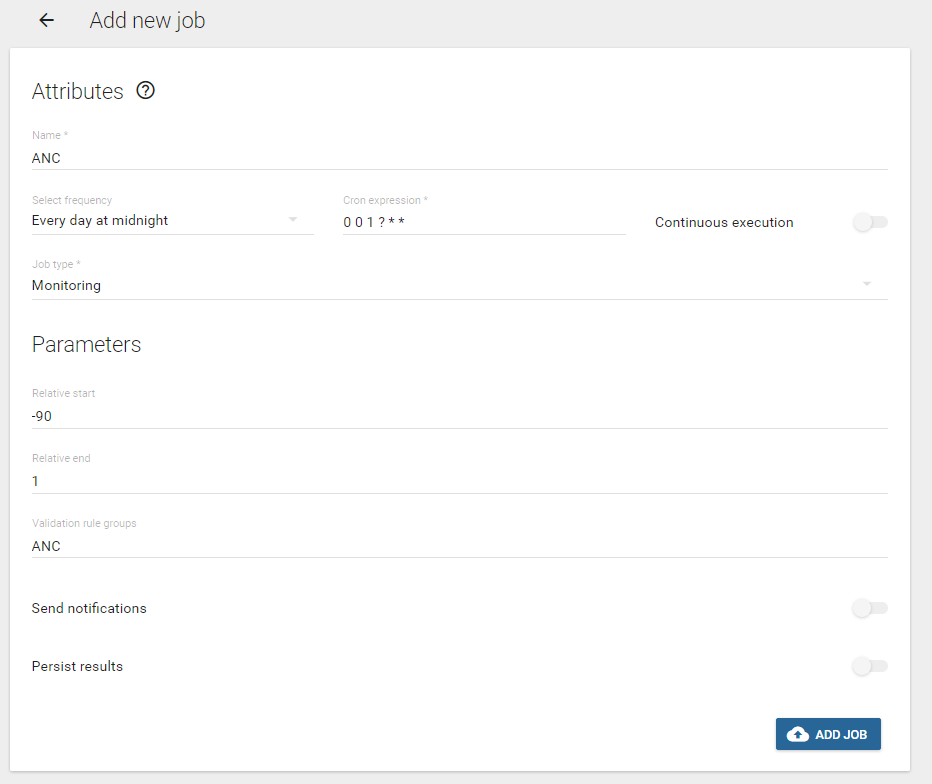 Add new job
Attributes
Name *
ANC
Select frequency
Every day at midnight
Cron expression *
0 0 1 ? * *
Continuous execution
Job type *
Monitoring
Parameters
Relative start
-90
Relative end
1
Validation rule groups
ANC
Send notifications
Persist results
ADD JOB